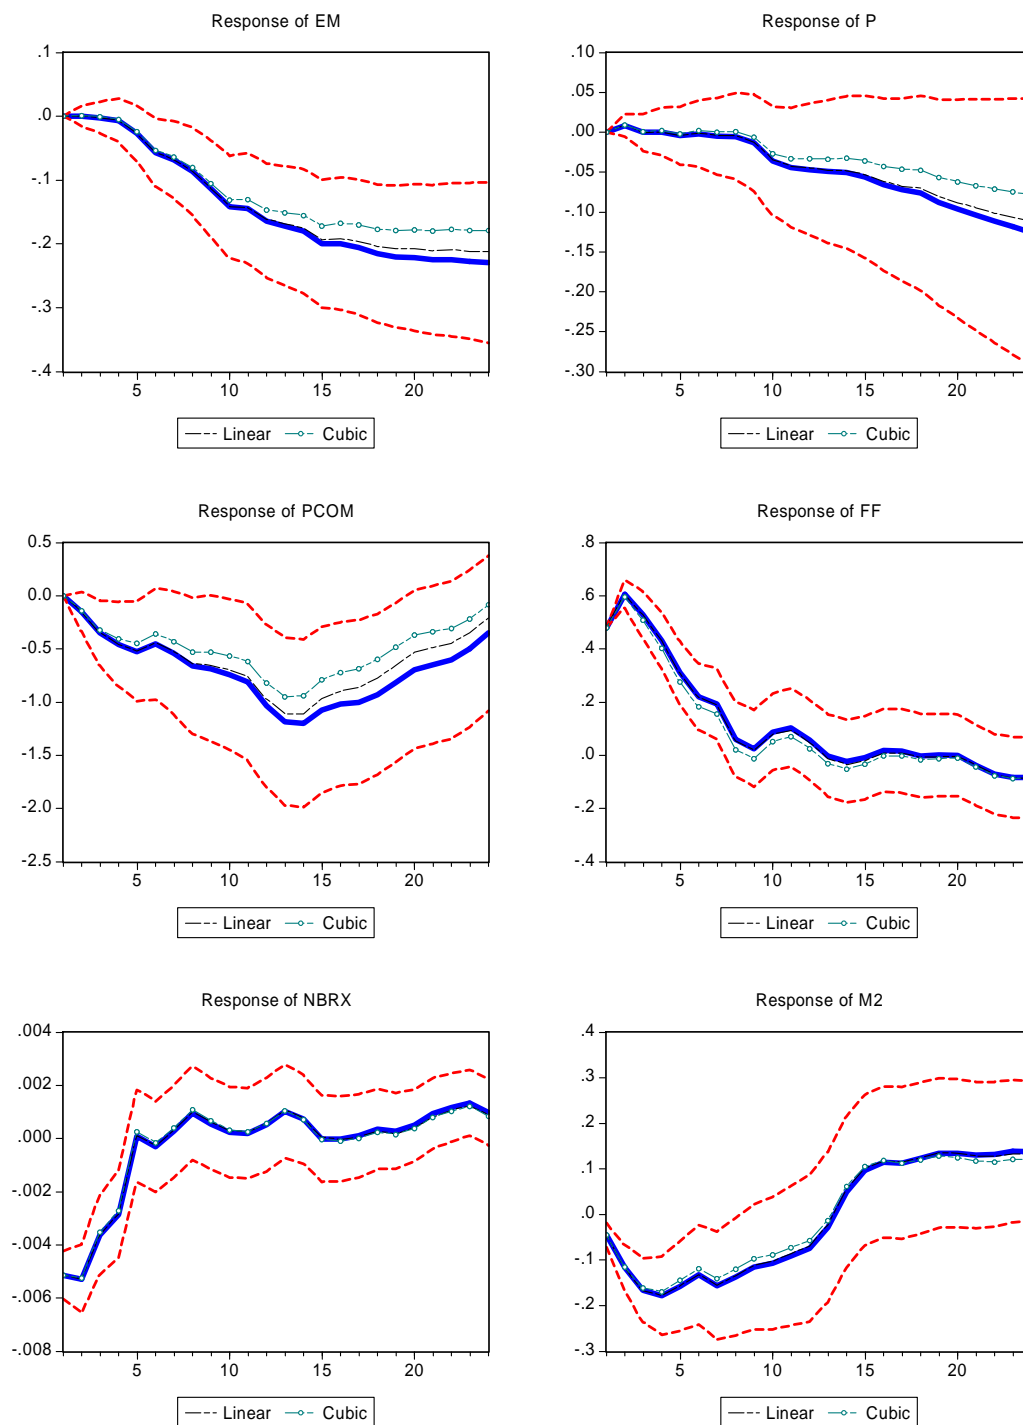 Response of EM
.1
.0
-.1
-.2
-.3
-.4
5 10 15 20
Linear Cubic
Response of P
.10
.05
.00
-.05
-.10
-.15
-.20
-.25
-.30
5 10 15 20
Linear Cubic
Response of PCOM
0.5
0.0
-0.5
-1.0
-1.5
-2.0
-2.5
5 10 15 20
Linear Cubic
Response of FF
.8
.6
.4
.2
.0
-.2
-.4
5 10 15 20
Linear Cubic
Response of NBRX
.004
.002
.000
-.002
-.004
-.006
-.008
5 10 15 20
Linear Cubic
Response of M2
.4
.3
.2
.1
.0
-.1
-.2
-.3
5 10 15 20
Linear Cubic